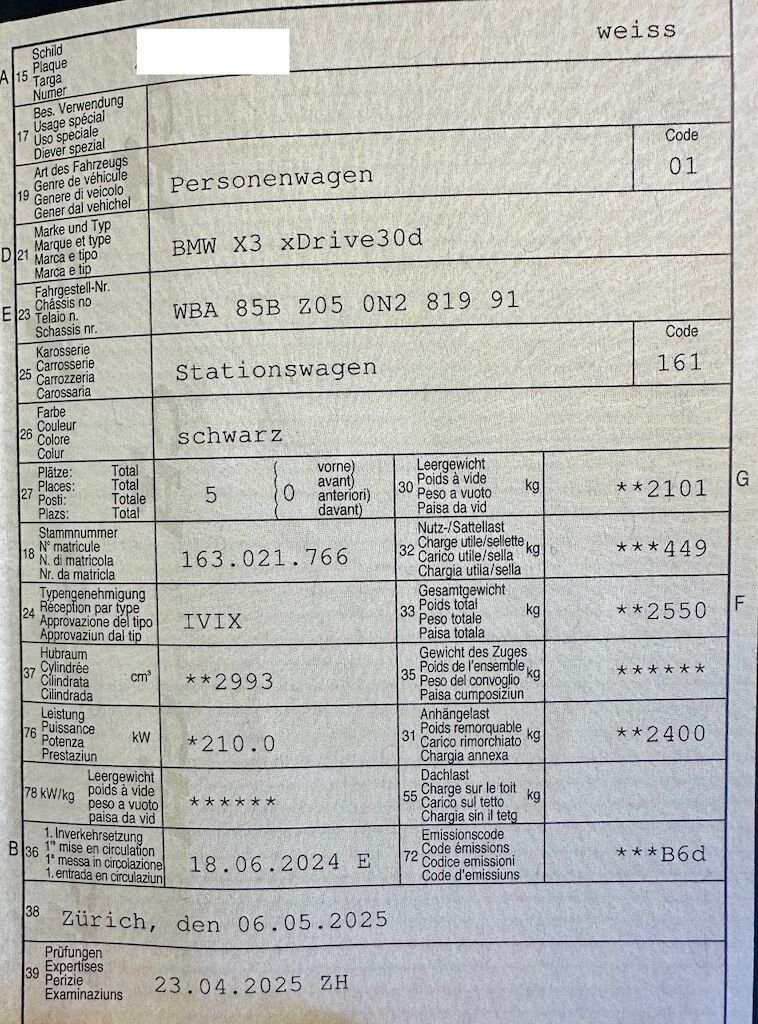 weiss
A 15 Schild
Plaque
Targa
Numer
17 Bes. Verwendung
Usage spécial
Uso speciale
Diever spezial
19 Art des Fahrzeugs
Genre de véhicule
Genere di veicolo
Gener dal vehichel
Personenwagen
Code
01
D 21 Marke und Typ
Marque et type
Marca e tipo
Marca e tip
BMW X3 xDrive30d
E 23 Fahrgestell-Nr.
Châssis no
Telaio n.
Schassis nr.
WBA 85B Z05 0N2 819 91
25 Karosserie
Carrosserie
Carrozzeria
Carossaria
Stationswagen
Code
161
26 Farbe
Couleur
Colore
Colur
schwarz
27 Plätze: Total
Places: Total
Posti: Totale
Plazs: Total
5
( 0 vorne)
avant)
anteriori)
davant)
30 Leergewicht
Poids à vide
Peso a vuoto
Paisa da vid
kg
**2101
G
18 Stammnummer
N° matricule
N. di matricola
Nr. da matricla
163.021.766
32 Nutz-/Sattellast
Charge utile/sellette
Carico utile/sella
Chargia utila/sella
kg
***449
24 Typengenehmigung
Réception par type
Approvazione del tipo
Approvaziun dal tip
IVIX
33 Gesamtgewicht
Poids total
Peso totale
Paisa totala
kg
**2550
F
37 Hubraum
Cylindrée
Cilindrata
Cilindrada
cm³
**2993
35 Gewicht des Zuges
Poids de l'ensemble
Peso del convoglio
Paisa cumposiziun
kg
******
76 Leistung
Puissance
Potenza
Prestaziun
kW
*210.0
31 Anhängelast
Poids remorquable
Carico rimorchiato
Chargia annexa
kg
**2400
78 kW/kg Leergewicht
poids à vide
peso a vuoto
paisa da vid
******
55 Dachlast
Charge sur le toit
Carico sul tetto
Chargia sin il tetg
kg
B 36 1. Inverkehrsetzung
1re mise en circulation
1ª messa in circolazione
1. entrada en circulaziun
18.06.2024 E
72 Emissionscode
Code émissions
Codice emissioni
Code d'emissiuns
***B6d
38 Zürich, den 06.05.2025
39 Prüfungen
Expertises
Perizie
Examinaziuns
23.04.2025 ZH